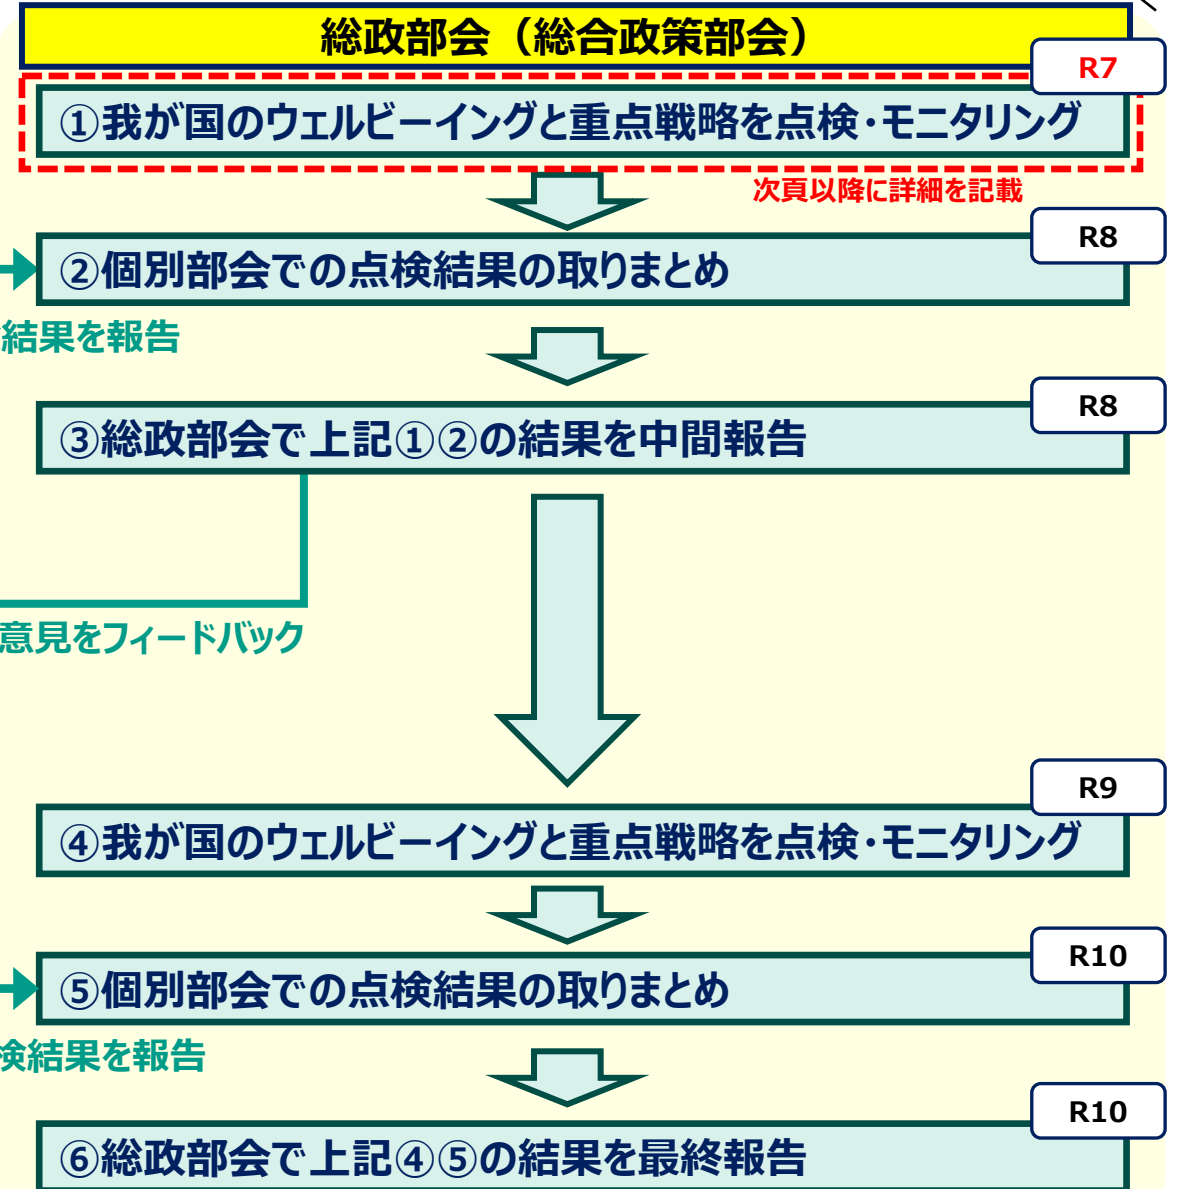 総政部会（総合政策部会）
R7
①我が国のウェルビーイングと重点戦略を点検・モニタリング
次頁以降に詳細を記載
R8
②個別部会での点検結果の取りまとめ
結果を報告
R8
③総政部会で上記①②の結果を中間報告
意見をフィードバック
R9
④我が国のウェルビーイングと重点戦略を点検・モニタリング
R10
⑤個別部会での点検結果の取りまとめ
検結果を報告
R10
⑥総政部会で上記④⑤の結果を最終報告